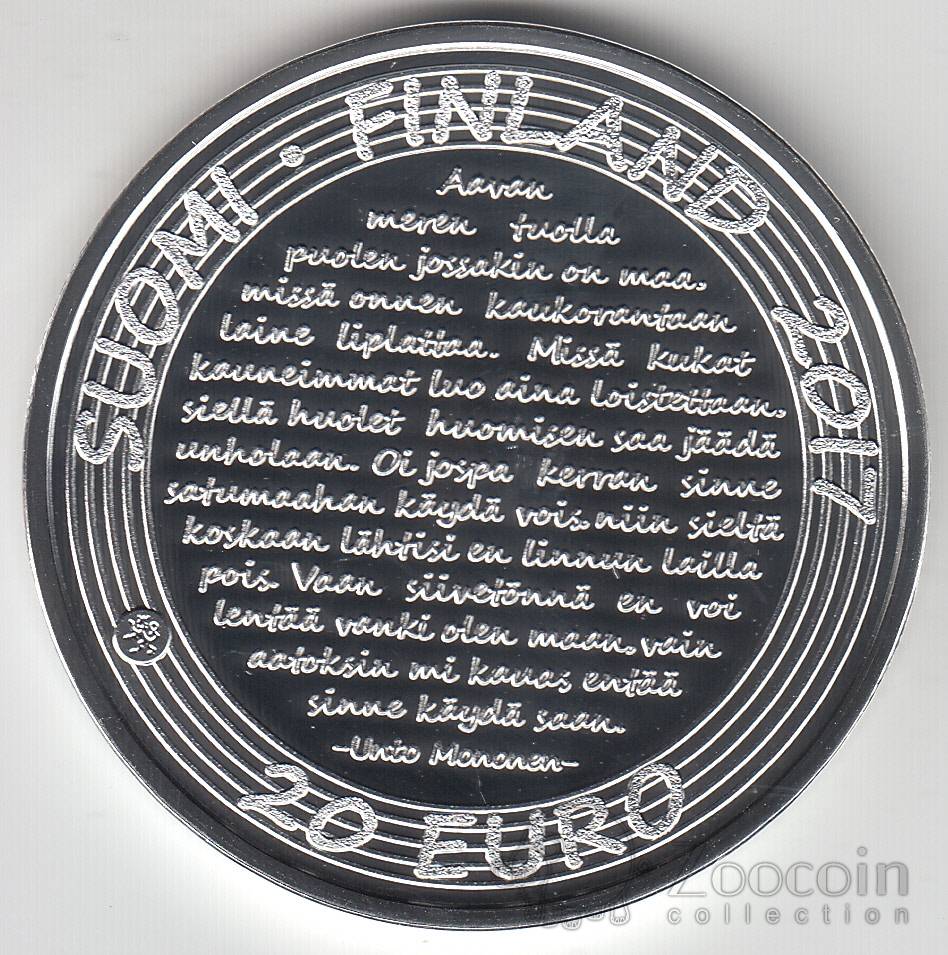 SUOMI • FINLAND 2017
Aavan
meren tuolla
puolen jossakin on maa,
missä onnen kaukorantaan
laine liplattaa. Missä kukat
kauneimmat luo aina loistettaan,
siellä huolet huomisen saa jäädä
unholaan. Oi jospa kerran sinne
satumaahan käydä vois, niin sieltä
koskaan lähtisi en linnun lailla
pois. Vaan siivetönnä en voi
lentää vanki olen maan, vain
aatoksin mi kauas entää
sinne käydä saan.
-Unto Mononen-
20 EURO
Zoocoin
collection